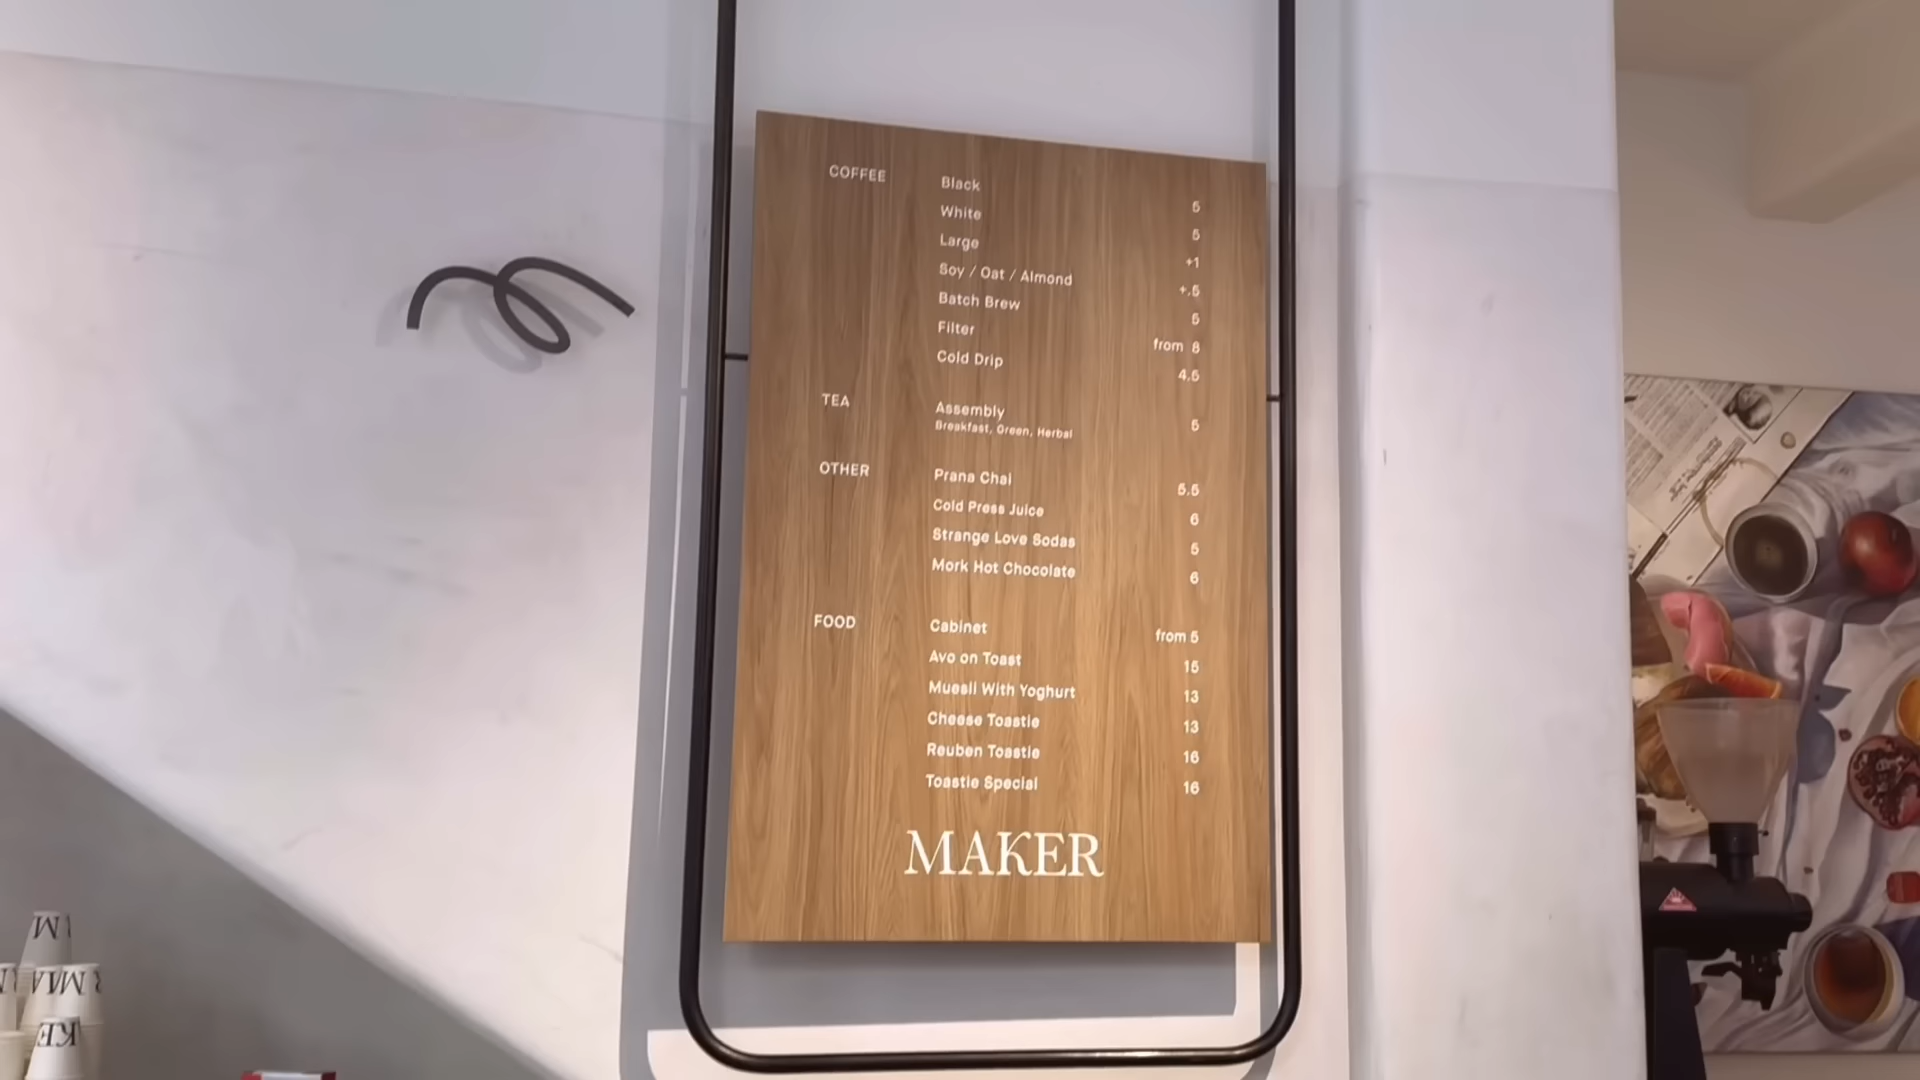 COFFEE Black 5
White 5
Large +1
Soy / Oat / Almond +.5
Batch Brew 5
Filter from 8
Cold Drip 4.5
TEA Assembly 5
Breakfast, Green, Herbal
OTHER Prana Chai 5.5
Cold Press Juice 6
Strange Love Sodas 5
Mork Hot Chocolate 6
FOOD Cabinet from 5
Avo on Toast 15
Muesli With Yoghurt 13
Cheese Toastie 13
Reuben Toastie 16
Toastie Special 16
MAKER